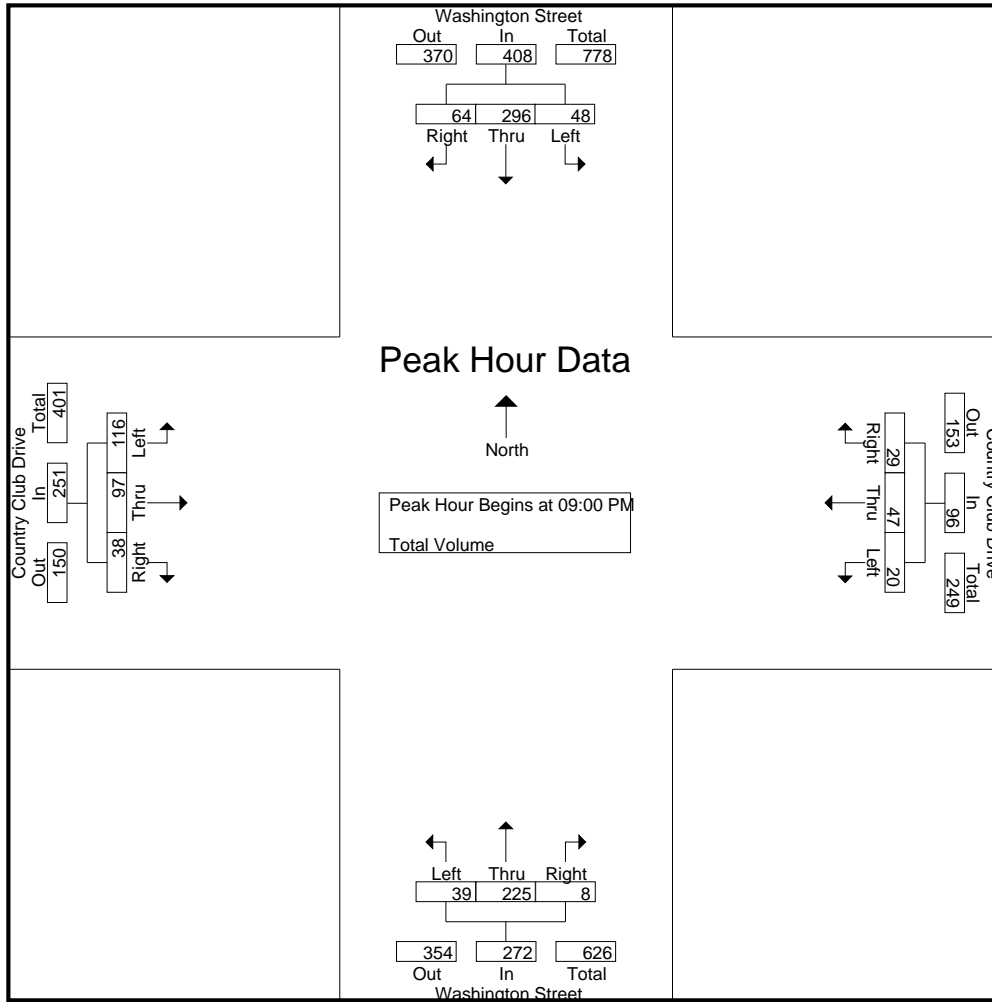 Washington Street
Out In Total
370 408 778
64 296 48
Right Thru Left
Peak Hour Data
North
Peak Hour Begins at 09:00 PM
Total Volume
Country Club Drive
Total In Out
401 251 150
116 97 38
Left Thru Right
Right Thru Left
29 47 20
153 96 249
Out In Total
Country Club Drive
Left Thru Right
39 225 8
354 272 626
Out In Total
Washington Street